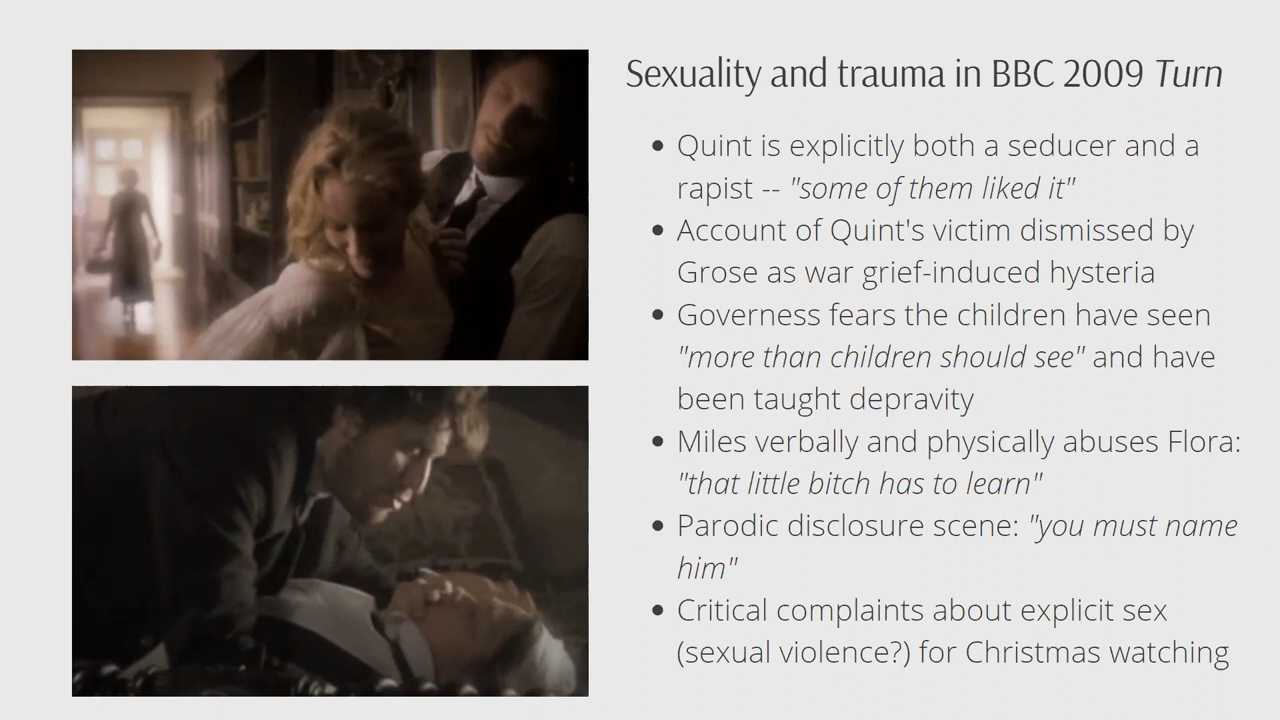 Sexuality and trauma in BBC 2009 Turn
• Quint is explicitly both a seducer and a
rapist -- "some of them liked it"
• Account of Quint's victim dismissed by
Grose as war grief-induced hysteria
• Governess fears the children have seen
"more than children should see" and have
been taught depravity
• Miles verbally and physically abuses Flora:
"that little bitch has to learn"
• Parodic disclosure scene: "you must name
him"
• Critical complaints about explicit sex
(sexual violence?) for Christmas watching